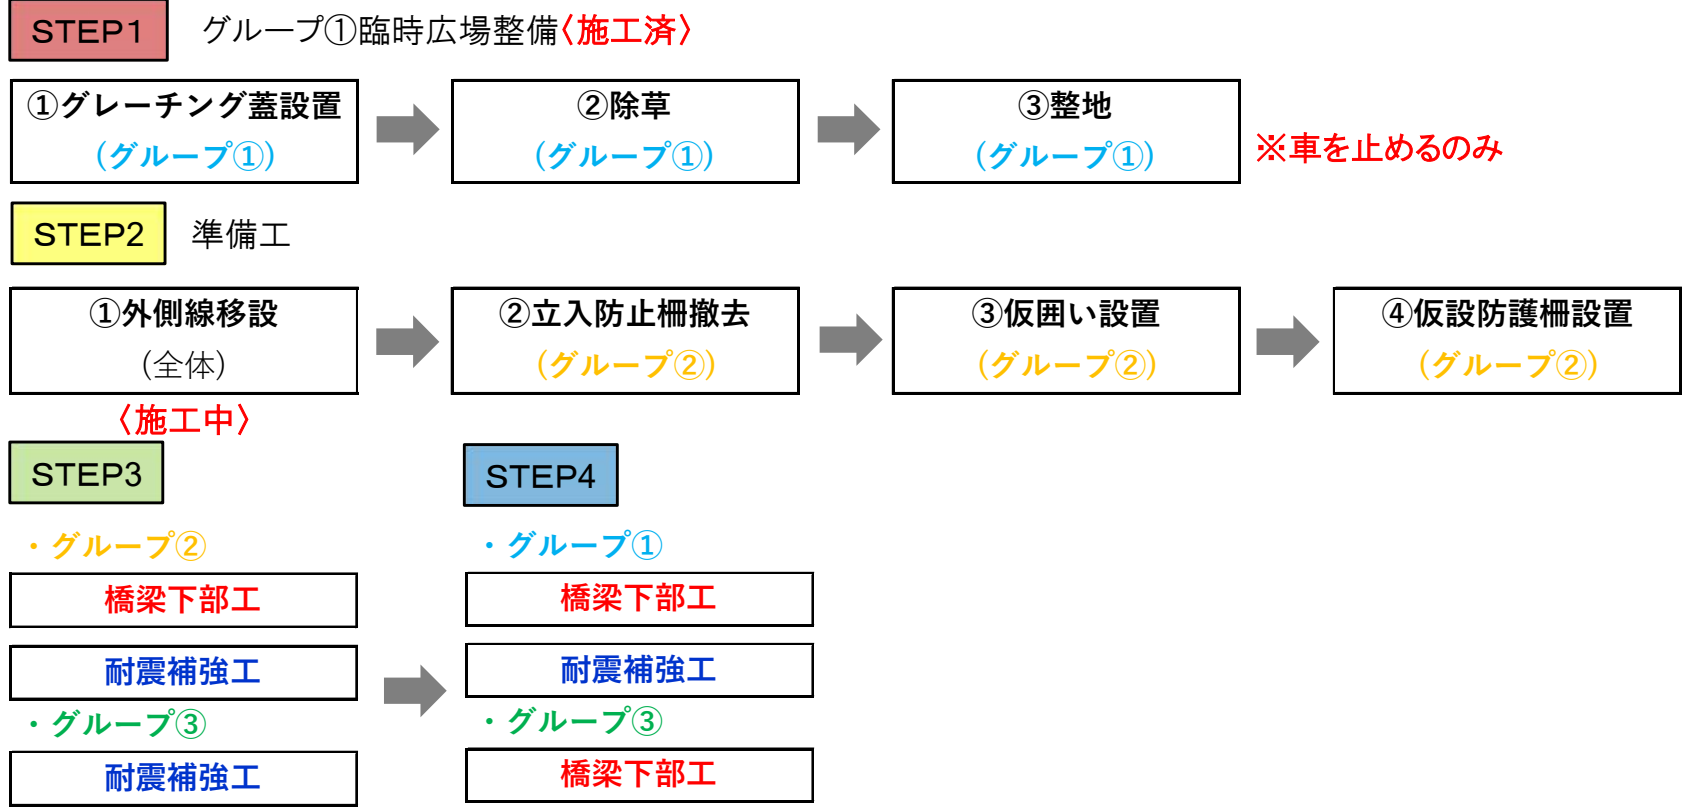 STEP1 グループ①臨時広場整備〈施工済〉
①グレーチング蓋設置
(グループ①)
②除草
(グループ①)
③整地
(グループ①)
※車を止めるのみ
STEP2 準備工
①外側線移設
(全体)
〈施工中〉
②立入防止柵撤去
(グループ②)
③仮囲い設置
(グループ②)
④仮設防護柵設置
(グループ②)
STEP3
・グループ②
橋梁下部工
耐震補強工
・グループ③
耐震補強工
STEP4
・グループ①
橋梁下部工
耐震補強工
・グループ③
橋梁下部工